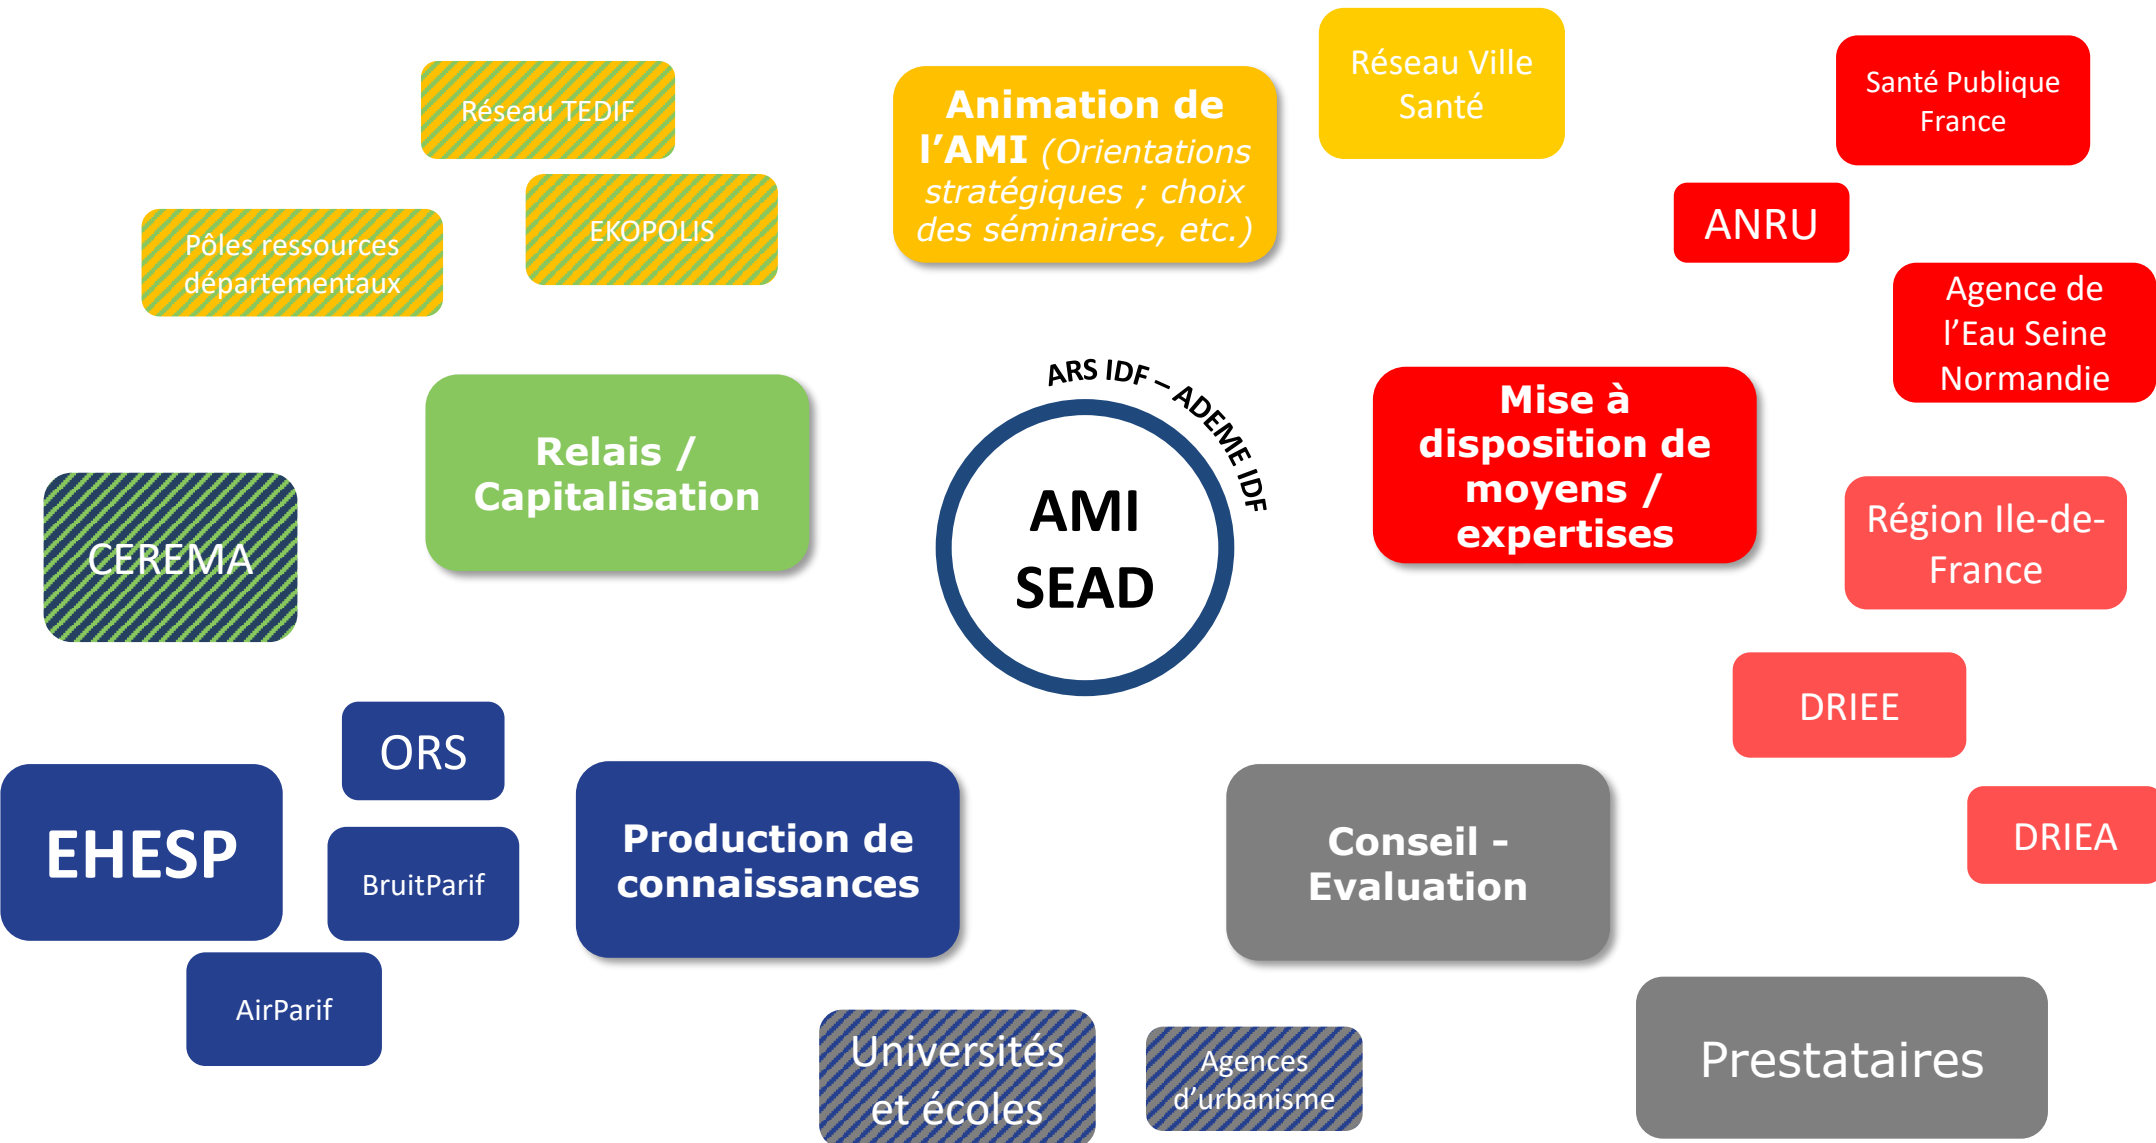 Réseau TEDIF
EKOPOLIS
Pôles ressources
départementaux
Animation de
l’AMI (Orientations
stratégiques ; choix
des séminaires, etc.)
Réseau Ville
Santé
Santé Publique
France
ANRU
Agence de
l’Eau Seine
Normandie
Relais /
Capitalisation
ARS IDF – ADEME IDF
AMI
SEAD
Mise à
disposition de
moyens /
expertises
Région Ile-de-
France
CEREMA
DRIEE
DRIEA
ORS
EHESP
BruitParif
AirParif
Production de
connaissances
Conseil -
Evaluation
Universités
et écoles
Agences
d’urbanisme
Prestataires